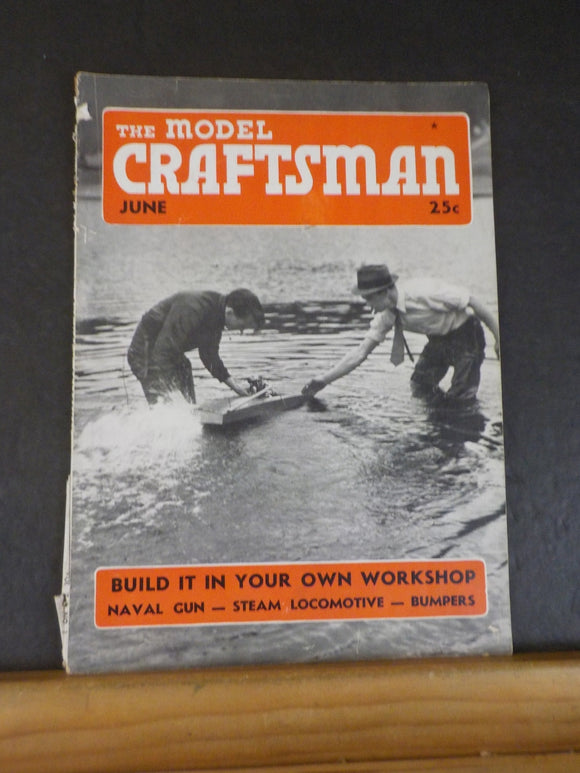 THE MODEL
CRAFTSMAN
JUNE 25c
BUILD IT IN YOUR OWN WORKSHOP
NAVAL GUN — STEAM LOCOMOTIVE — BUMPERS